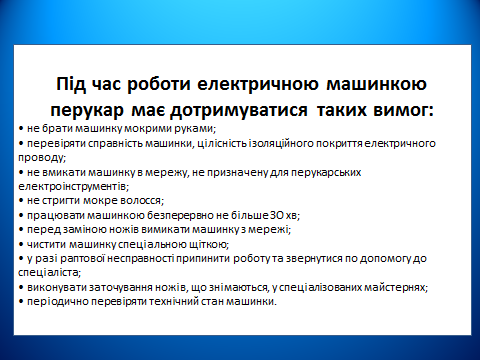 Під час роботи електричною машинкою
перукар має дотримуватися таких вимог:
• не брати машинку мокрими руками;
• перевіряти справність машинки, цілісність ізоляційного покриття електричного
проводу;
• не вмикати машинку в мережу, не призначену для перукарських
електроінструментів;
• не стригти мокре волосся;
• працювати машинкою безперервно не більше 30 хв;
• перед заміною ножів вимикати машинку з мережі;
• чистити машинку спеціальною щіткою;
• у разі раптової несправності припинити роботу та звернутися по допомогу до
спеціаліста;
• виконувати заточування ножів, що знімаються, у спеціалізованих майстернях;
• періодично перевіряти технічний стан машинки.